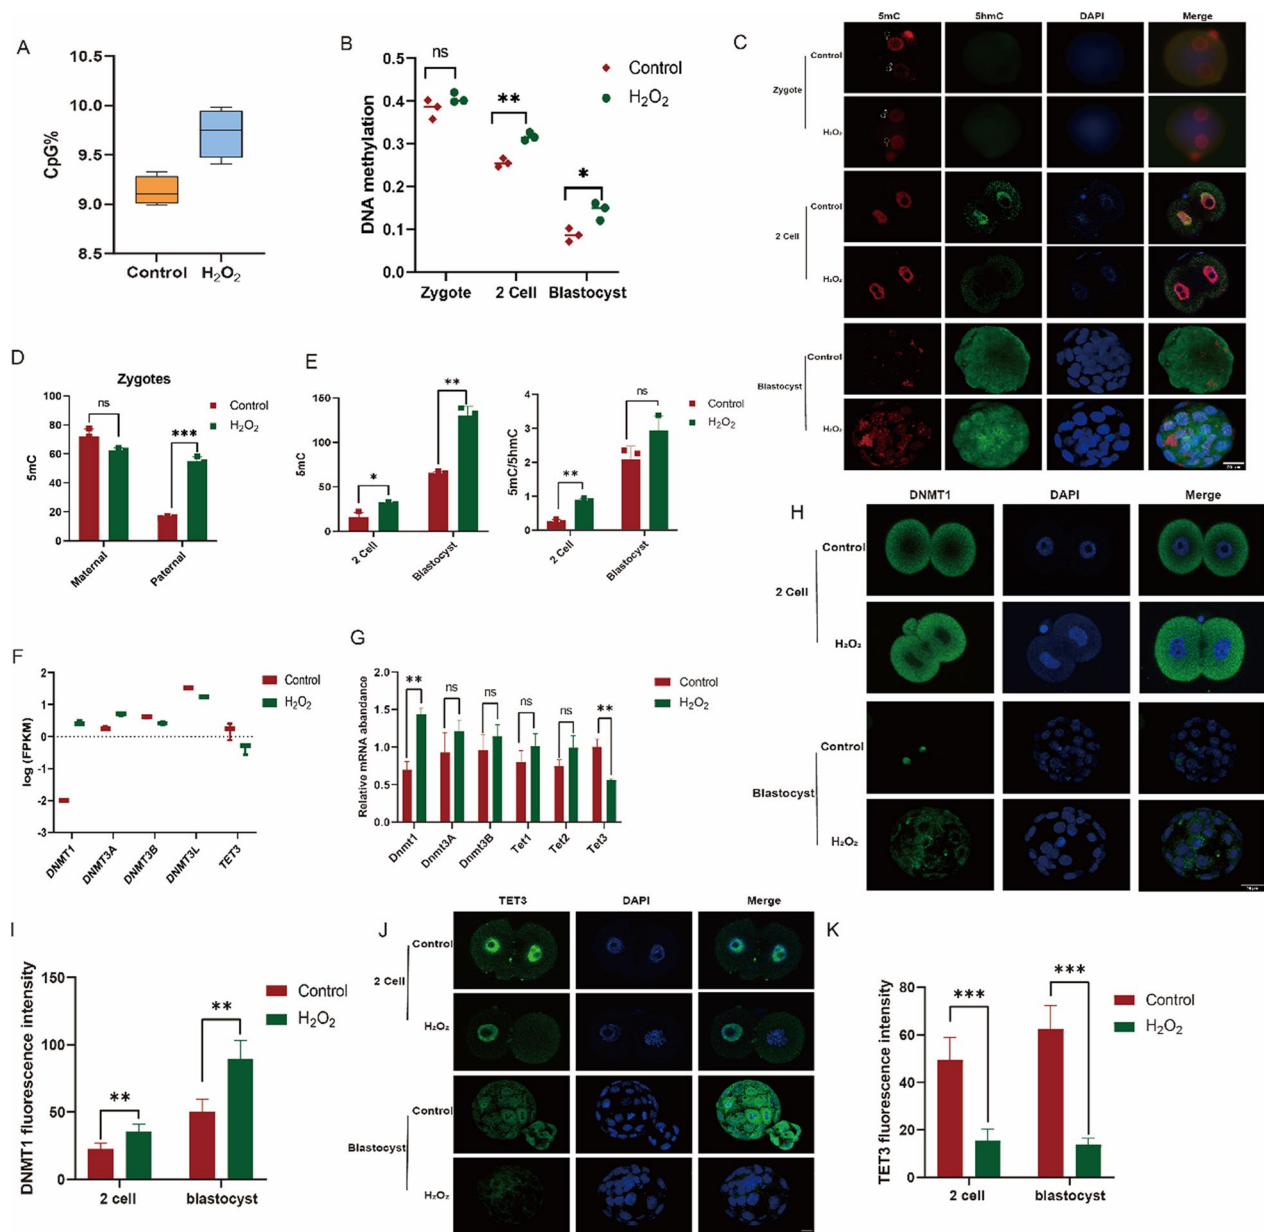 A
CpG%
10.5
10.0
9.5
9.0
8.5
Control
H₂O₂
B
DNA methylation
0.5
0.4
0.3
0.2
0.1
0.0
ns
**
*
Control
H₂O₂
Zygote
2 Cell
Blastocyst
C
5mC
5hmC
DAPI
Merge
Zygote
Control
H₂O₂
2 Cell
Control
H₂O₂
Blastocyst
Control
H₂O₂
D
Zygotes
5mC
100
80
60
40
20
0
ns
***
Control
H₂O₂
Maternal
Paternal
E
5mC
150
100
50
0
*
**
2 Cell
Blastocyst
5mC/5hmC
4
3
2
1
0
**
ns
Control
H₂O₂
2 Cell
Blastocyst
F
log (FPKM)
2
1
0
-1
-2
-3
Control
H₂O₂
DNMT1
DNMT3A
DNMT3B
DNMT3L
TET3
G
Relative mRNA abundance
2.0
1.5
1.0
0.5
0.0
**
ns
ns
ns
ns
**
Control
H₂O₂
Dnmt1
Dnmt3A
Dnmt3B
Tet1
Tet2
Tet3
H
DNMT1
DAPI
Merge
2 Cell
Control
H₂O₂
Blastocyst
Control
H₂O₂
I
DNMT1 fluorescence intensity
150
100
50
0
**
**
Control
H₂O₂
2 cell
blastocyst
J
TET3
DAPI
Merge
2 Cell
Control
H₂O₂
Blastocyst
Control
H₂O₂
K
TET3 fluorescence intensity
80
60
40
20
0
***
***
Control
H₂O₂
2 cell
blastocyst